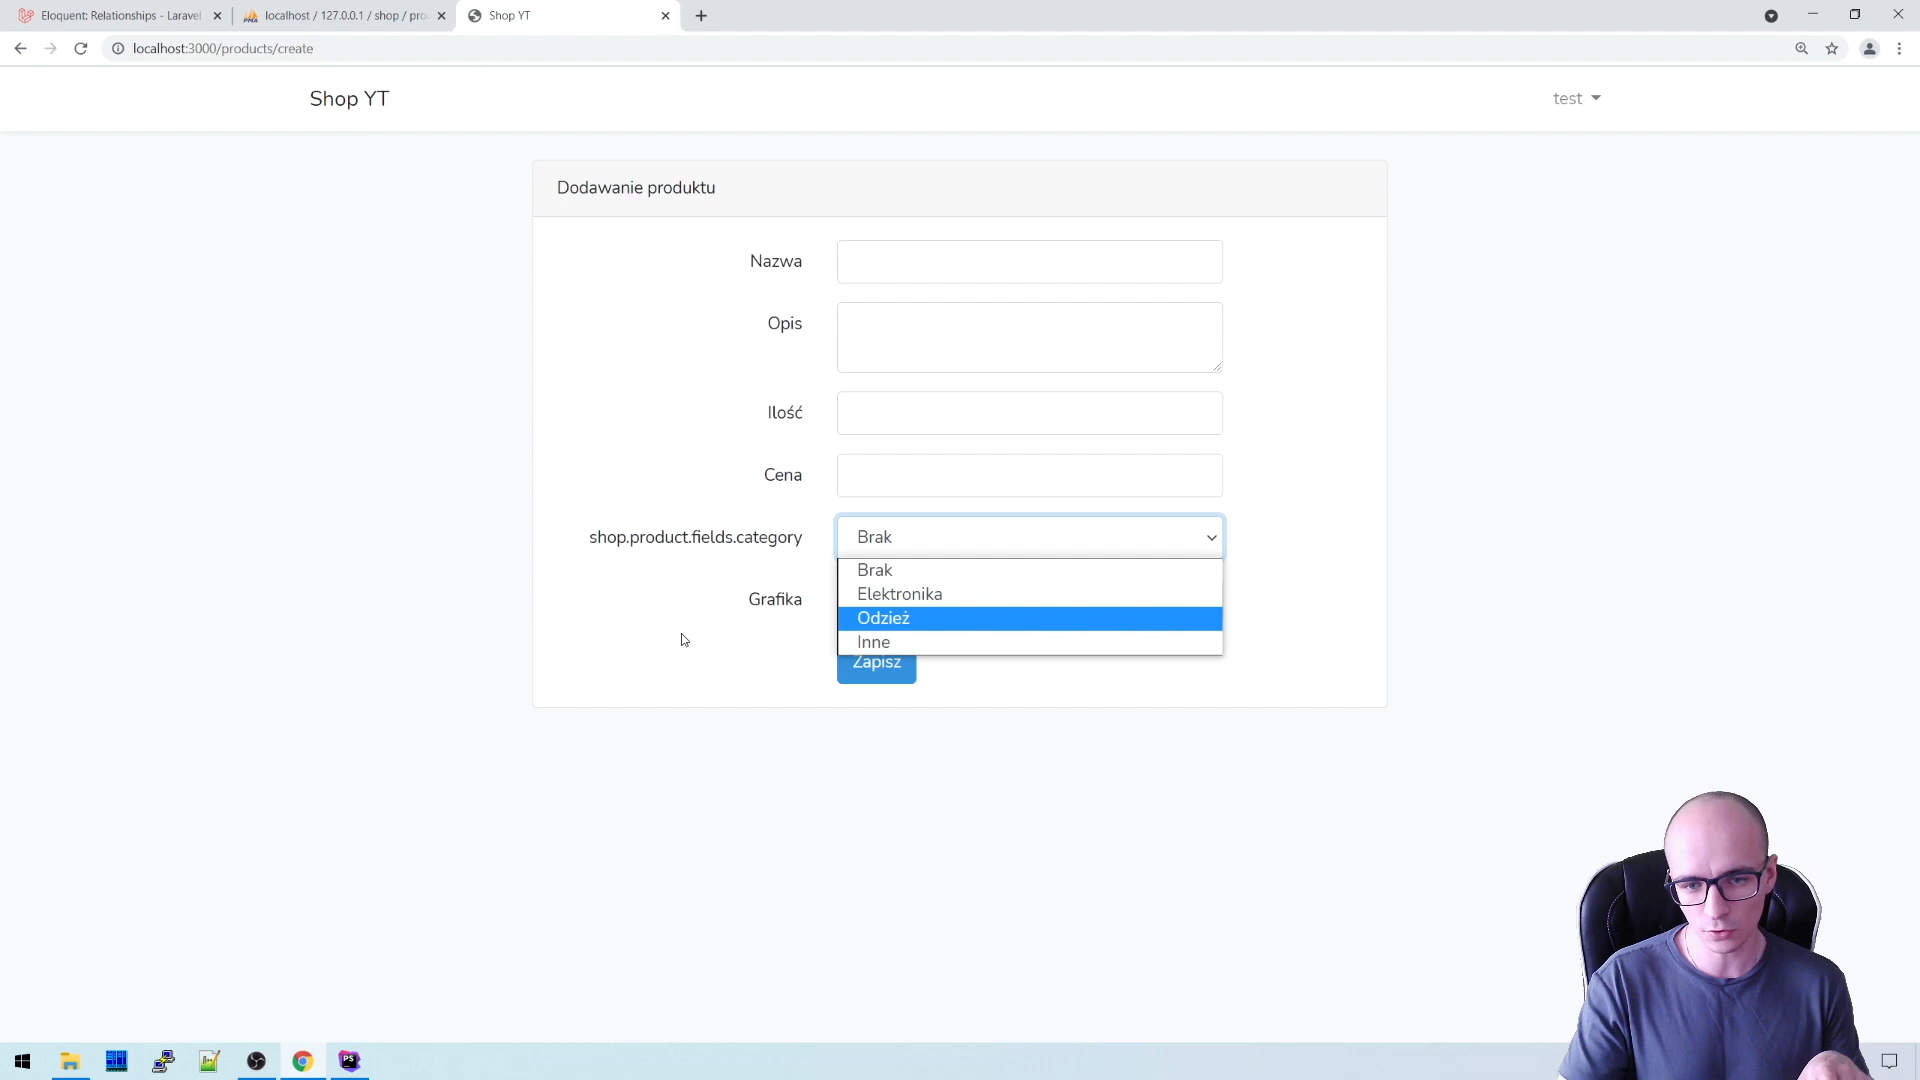 Eloquent: Relationships - Laravel
localhost / 127.0.0.1 / shop / pro
Shop YT
localhost:3000/products/create
Shop YT
test
Dodawanie produktu
Nazwa
Opis
Ilość
Cena
shop.product.fields.category
Brak
Brak
Elektronika
Odzież
Inne
Grafika
Zapisz
PS